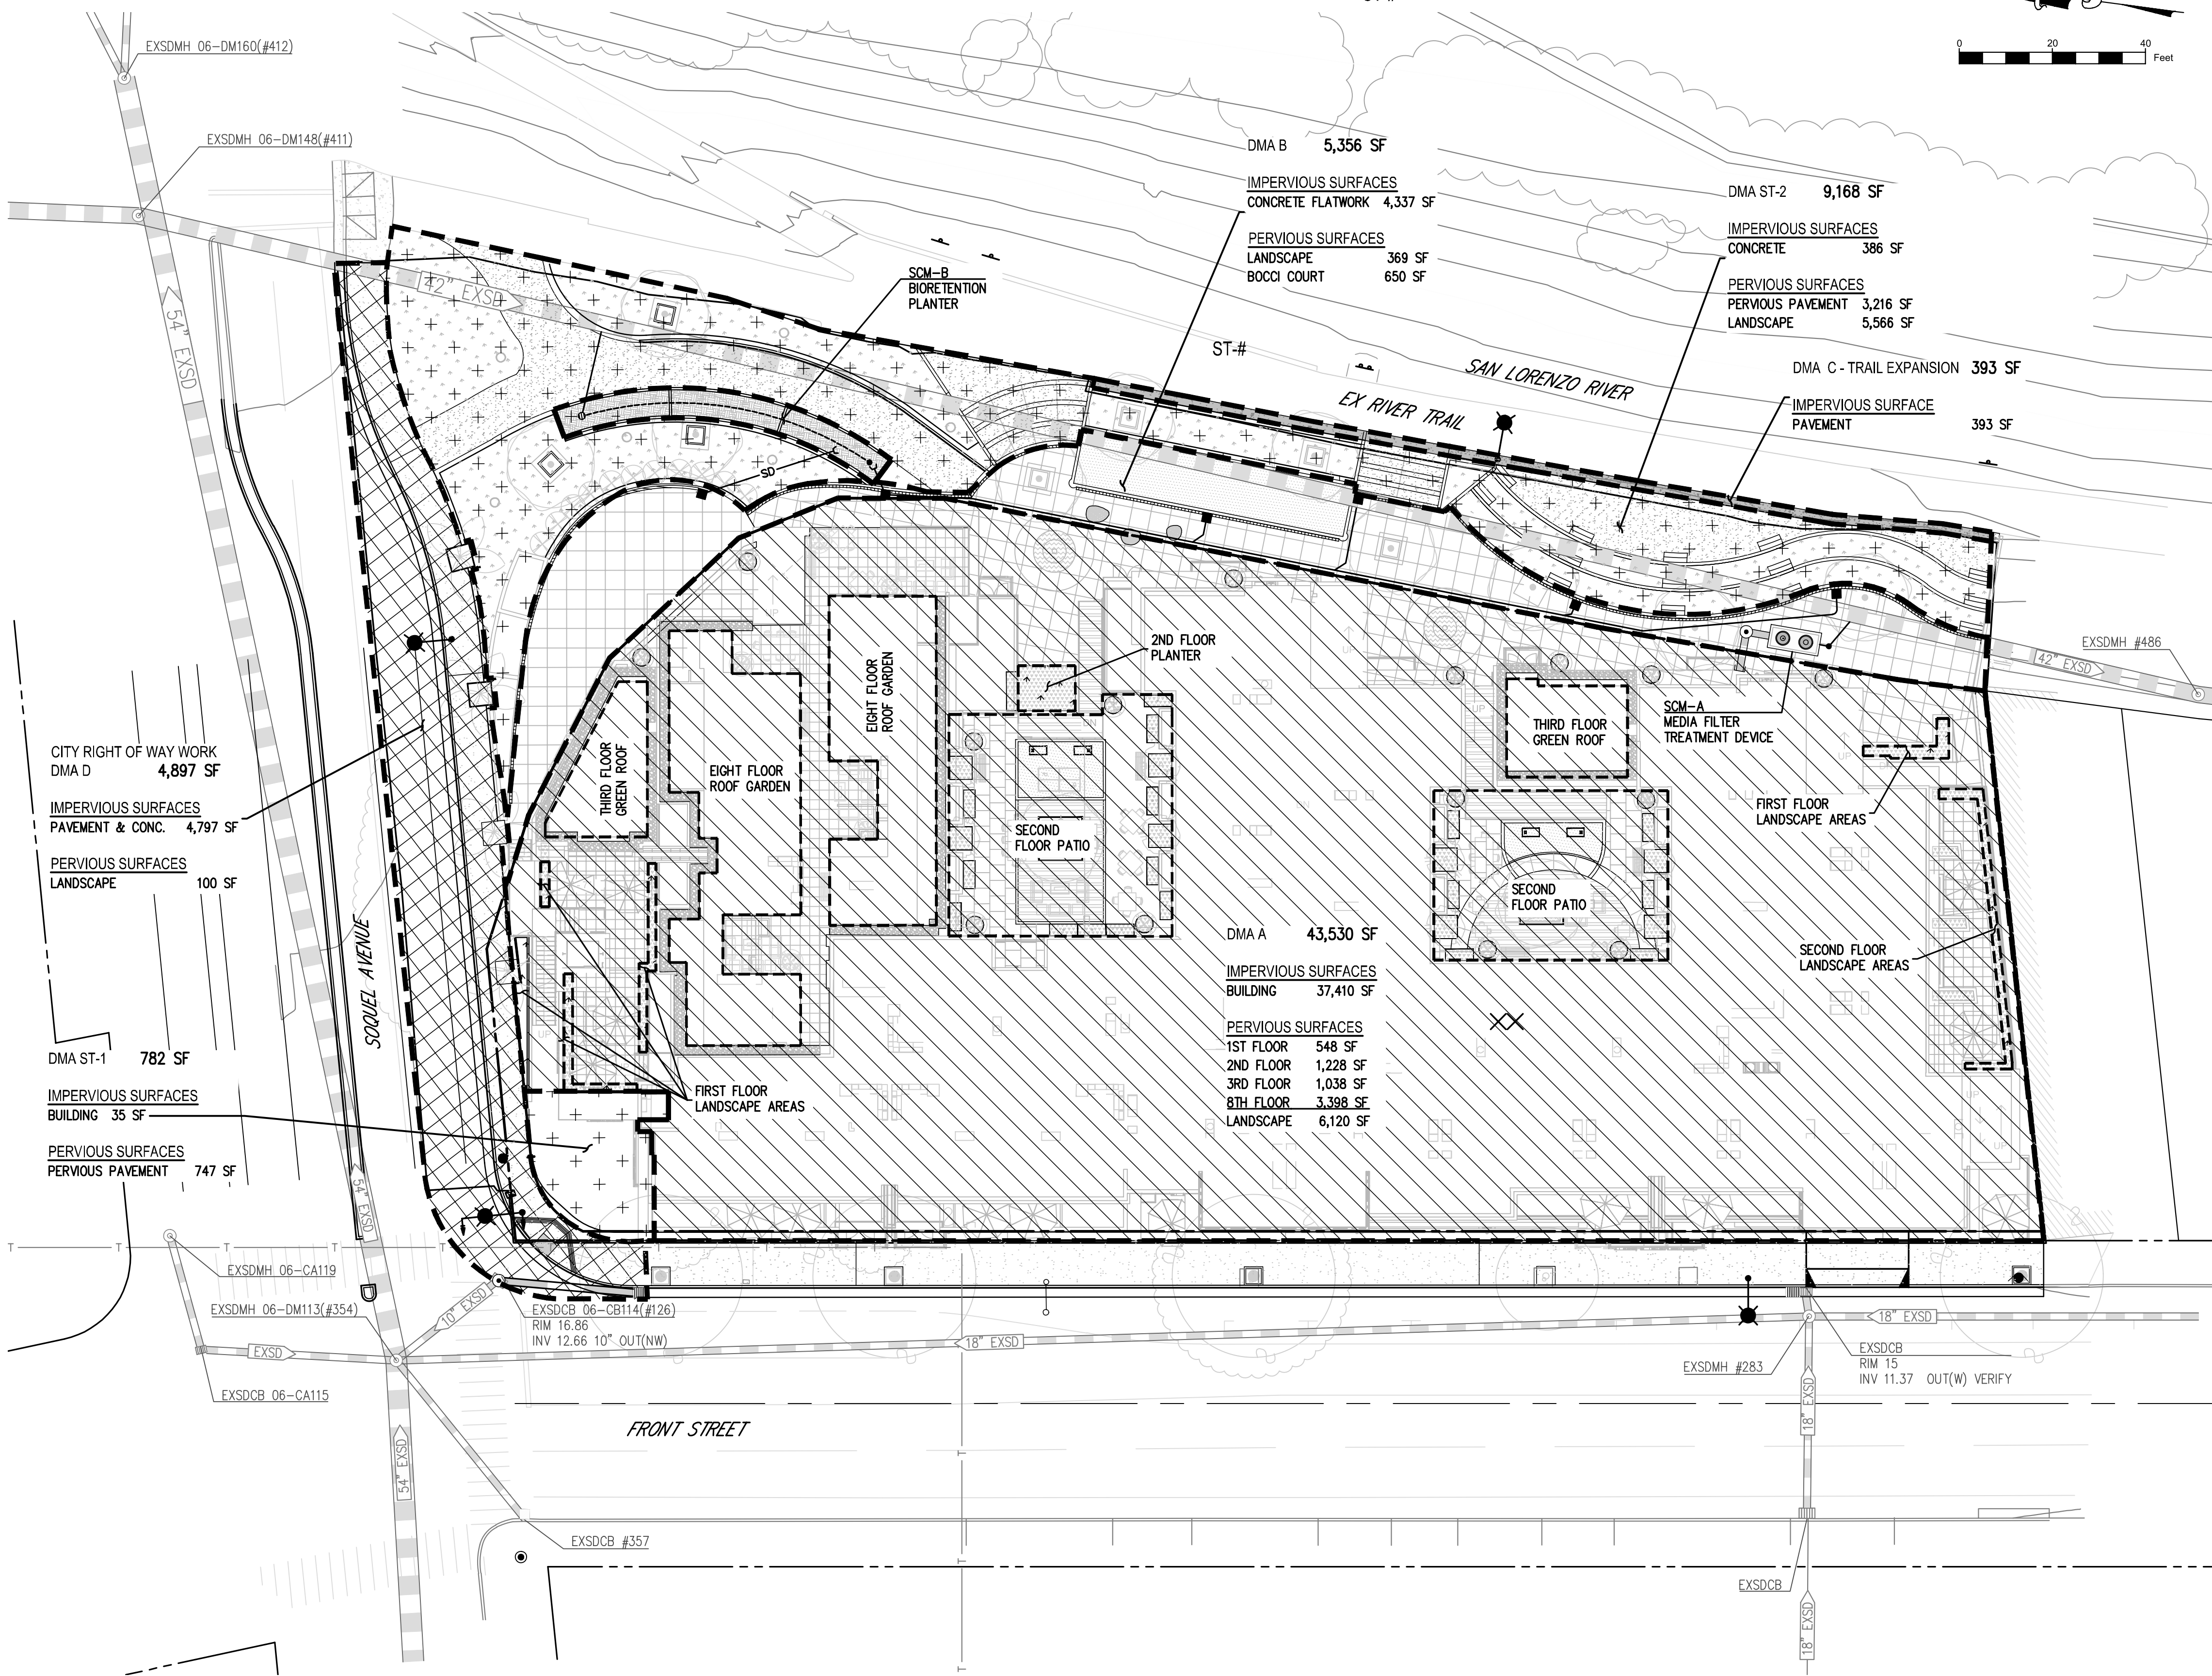 0 20 40
Feet
EXSDMH 06-DM160(#412)
EXSDMH 06-DM148(#411)
DMA B 5,356 SF
IMPERVIOUS SURFACES
CONCRETE FLATWORK 4,337 SF
PERVIOUS SURFACES
LANDSCAPE 369 SF
BOCCI COURT 650 SF
DMA ST-2 9,168 SF
IMPERVIOUS SURFACES
CONCRETE 386 SF
PERVIOUS SURFACES
PERVIOUS PAVEMENT 3,216 SF
LANDSCAPE 5,566 SF
DMA C - TRAIL EXPANSION 393 SF
IMPERVIOUS SURFACE
PAVEMENT 393 SF
SCM-B
BIORETENTION
PLANTER
ST-#
SAN LORENZO RIVER
EX RIVER TRAIL
42" EXSD
54" EXSD
SD
2ND FLOOR
PLANTER
EIGHT FLOOR
ROOF GARDEN
THIRD FLOOR
GREEN ROOF
EIGHT FLOOR
ROOF GARDEN
SECOND
FLOOR PATIO
THIRD FLOOR
GREEN ROOF
SCM-A
MEDIA FILTER
TREATMENT DEVICE
EXSDMH #486
42" EXSD
FIRST FLOOR
LANDSCAPE AREAS
SECOND
FLOOR PATIO
SECOND FLOOR
LANDSCAPE AREAS
CITY RIGHT OF WAY WORK
DMA D 4,897 SF
IMPERVIOUS SURFACES
PAVEMENT & CONC. 4,797 SF
PERVIOUS SURFACES
LANDSCAPE 100 SF
SOQUEL AVENUE
DMA A 43,530 SF
IMPERVIOUS SURFACES
BUILDING 37,410 SF
PERVIOUS SURFACES
1ST FLOOR 548 SF
2ND FLOOR 1,228 SF
3RD FLOOR 1,038 SF
8TH FLOOR 3,398 SF
LANDSCAPE 6,120 SF
XX
DMA ST-1 782 SF
IMPERVIOUS SURFACES
BUILDING 35 SF
PERVIOUS SURFACES
PERVIOUS PAVEMENT 747 SF
FIRST FLOOR
LANDSCAPE AREAS
UP
UP
UP
UP
54" EXSD
T T T T T T T T
EXSDMH 06-CA119
EXSDMH 06-DM113(#354)
10" EXSD
EXSDCB 06-CB114(#126)
RIM 16.86
INV 12.66 10" OUT(NW)
EXSD
18" EXSD
18" EXSD
EXSDCB 06-CA115
EXSDMH #283
EXSDCB
RIM 15
INV 11.37 OUT(W) VERIFY
FRONT STREET
54" EXSD
18" EXSD
EXSDCB #357
EXSDCB
18" EXSD
T
T
T